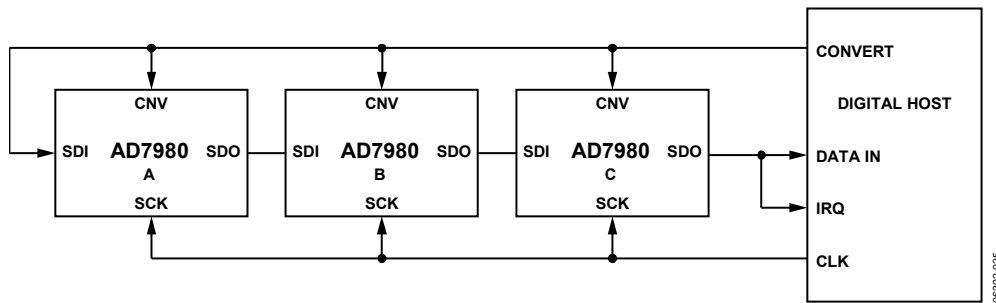 CONVERT
CNV CNV CNV
DIGITAL HOST
SDI AD7980 SDO SDI AD7980 SDO SDI AD7980 SDO DATA IN
A B C
SCK SCK SCK
IRQ
CLK